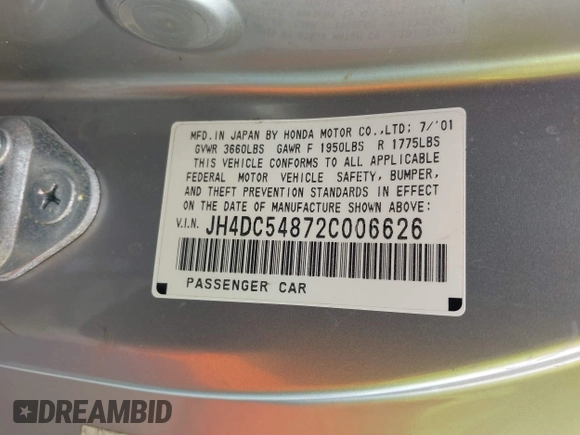 MFD. IN JAPAN BY HONDA MOTOR CO.,LTD; 7/'01
GVWR 3660LBS GAWR F 1950LBS R 1775LBS
THIS VEHICLE CONFORMS TO ALL APPLICABLE
FEDERAL MOTOR VEHICLE SAFETY, BUMPER,
AND THEFT PREVENTION STANDARDS IN EFFECT
ON THE DATE OF MANUFACTURE SHOWN ABOVE:
V.I.N. JH4DC54872C006626
PASSENGER CAR
DREAMBID